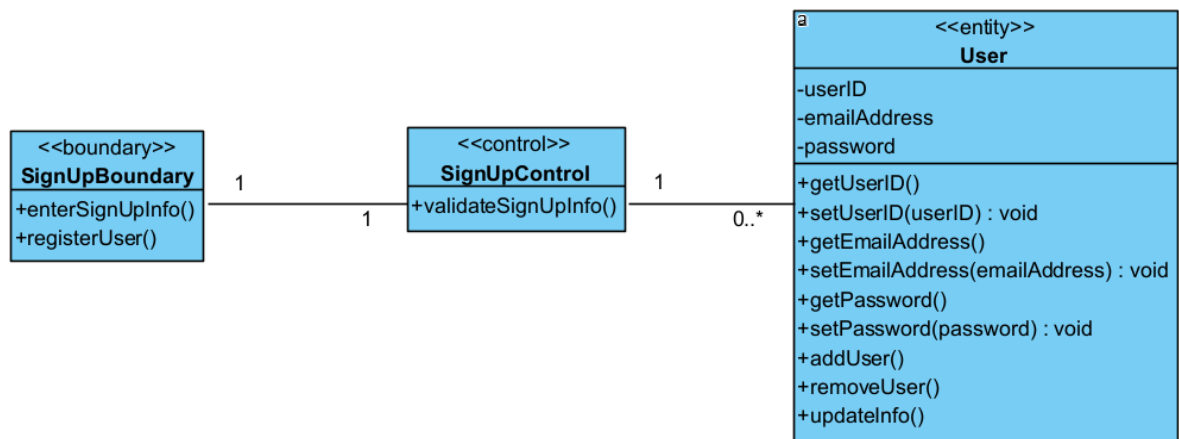 <<boundary>>
SignUpBoundary
+enterSignUpInfo()
+registerUser()
1
1
<<control>>
SignUpControl
+validateSignUpInfo()
1
0..*
a
<<entity>>
User
-userID
-emailAddress
-password
+getUserID()
+setUserID(userID) : void
+getEmailAddress()
+setEmailAddress(emailAddress) : void
+getPassword()
+setPassword(password) : void
+addUser()
+removeUser()
+updateInfo()